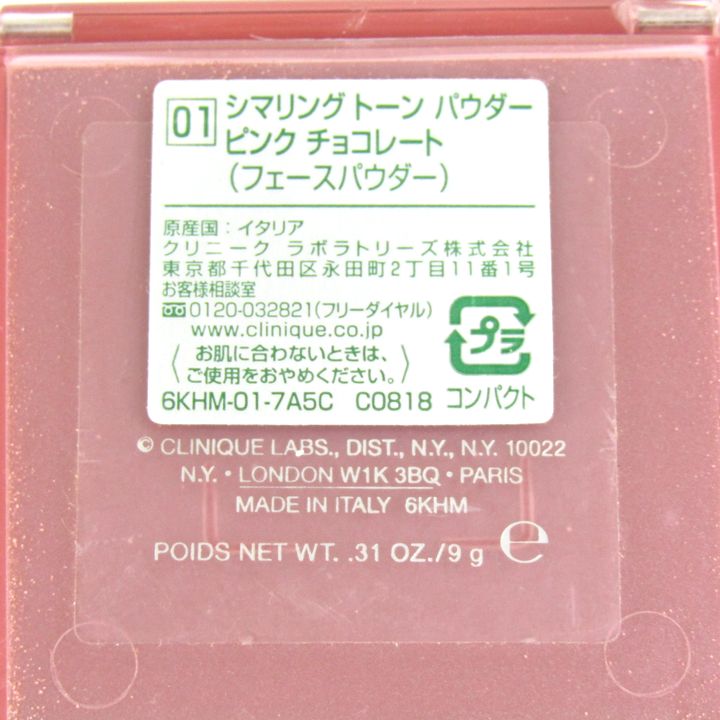 01 シマリング トーン パウダー
ピンク チョコレート
(フェースパウダー)
原産国:イタリア
クリニーク ラボラトリーズ株式会社
東京都千代田区永田町2丁目11番1号
お客様相談室
0120-032821(フリーダイヤル)
www.clinique.co.jp
〈お肌に合わないときは、
ご使用をおやめください。〉
プラ
6KHM-01-7A5C C0818 コンパクト
© CLINIQUE LABS., DIST., N.Y., N.Y. 10022
N.Y. • LONDON W1K 3BQ • PARIS
MADE IN ITALY 6KHM
POIDS NET WT. .31 OZ./9 g ℮